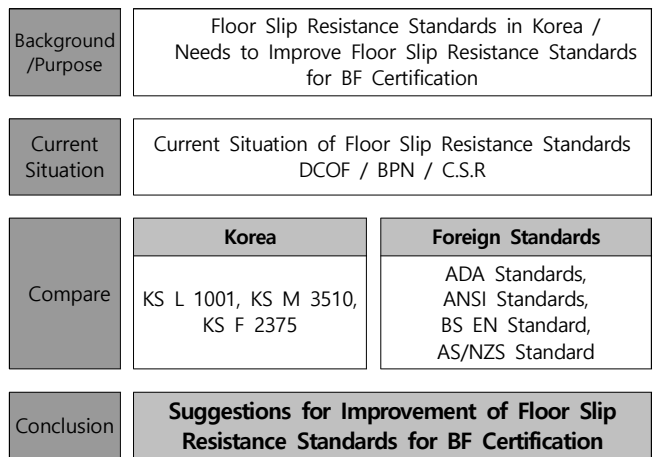 Background
/Purpose
Floor Slip Resistance Standards in Korea /
Needs to Improve Floor Slip Resistance Standards
for BF Certification
Current
Situation
Current Situation of Floor Slip Resistance Standards
DCOF / BPN / C.S.R
Compare
Korea
KS L 1001, KS M 3510,
KS F 2375
Foreign Standards
ADA Standards,
ANSI Standards,
BS EN Standard,
AS/NZS Standard
Conclusion
Suggestions for Improvement of Floor Slip
Resistance Standards for BF Certification